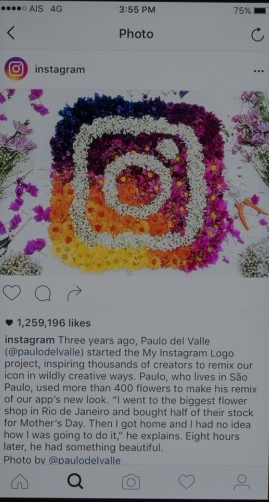 AIS 4G 3:55 PM 75%
Photo
instagram
1,259,196 likes
instagram Three years ago, Paulo del Valle
(@paulodelvalle) started the My Instagram Logo
project, inspiring thousands of creators to remix our
icon in wildly creative ways. Paulo, who lives in São
Paulo, used more than 400 flowers to make his remix
of our app's new look. "I went to the biggest flower
shop in Rio de Janeiro and bought half of their stock
for Mother's Day. Then I got home and I had no idea
how I was going to do it," he explains. Eight hours
later, he had something beautiful.
Photo by @paulodelvalle